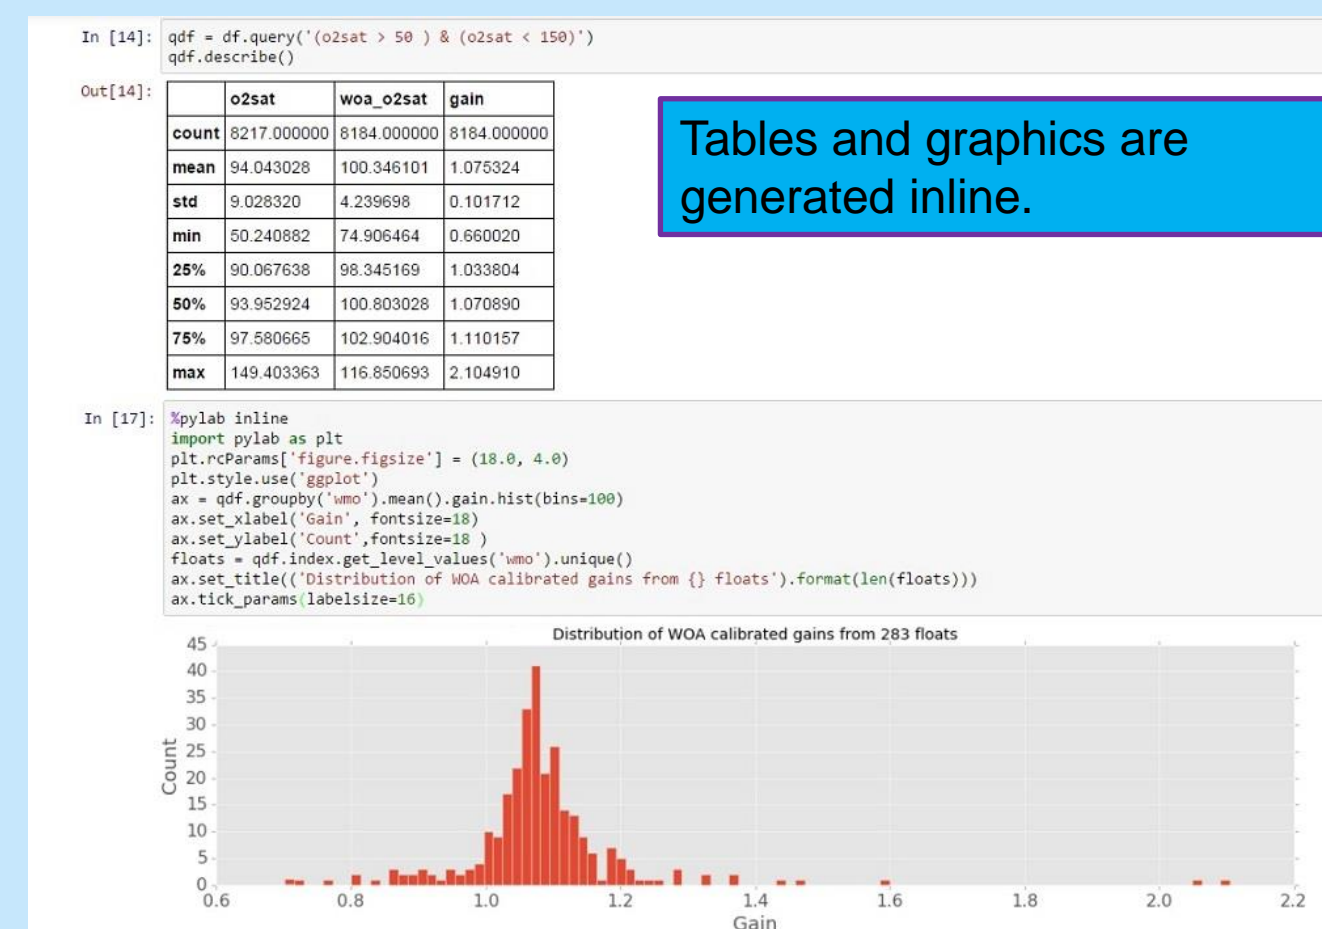 In [14]: qdf = df.query('(o2sat > 50 ) & (o2sat < 150)')
qdf.describe()
Out[14]:
o2sat woa_o2sat gain
count 8217.000000 8184.000000 8184.000000
mean 94.043028 100.346101 1.075324
std 9.028320 4.239698 0.101712
min 50.240882 74.906464 0.660020
25% 90.067638 98.345169 1.033804
50% 93.952924 100.803028 1.070890
75% 97.580665 102.904016 1.110157
max 149.403363 116.850693 2.104910
Tables and graphics are
generated inline.
In [17]: %pylab inline
import pylab as plt
plt.rcParams['figure.figsize'] = (18.0, 4.0)
plt.style.use('ggplot')
ax = qdf.groupby('wmo').mean().gain.hist(bins=100)
ax.set_xlabel('Gain', fontsize=18)
ax.set_ylabel('Count',fontsize=18 )
floats = qdf.index.get_level_values('wmo').unique()
ax.set_title(('Distribution of WOA calibrated gains from {} floats').format(len(floats)))
ax.tick_params(labelsize=16)
Distribution of WOA calibrated gains from 283 floats
45
40
35
30
25
20
15
10
5
0
Count
0.6 0.8 1.0 1.2 1.4 1.6 1.8 2.0 2.2
Gain